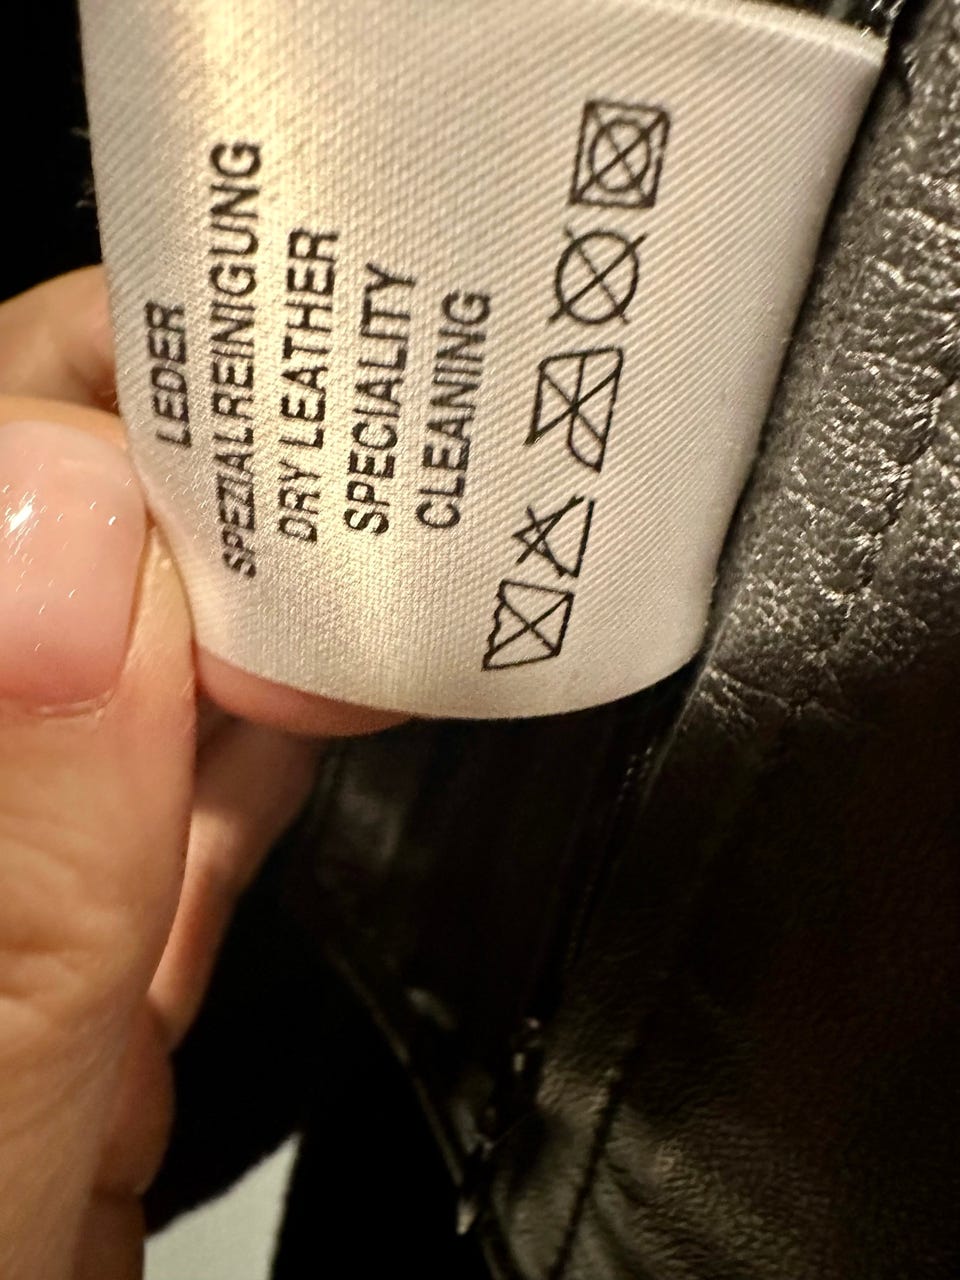 LEDER
SPEZIALREINIGUNG
DRY LEATHER
SPECIALITY
CLEANING